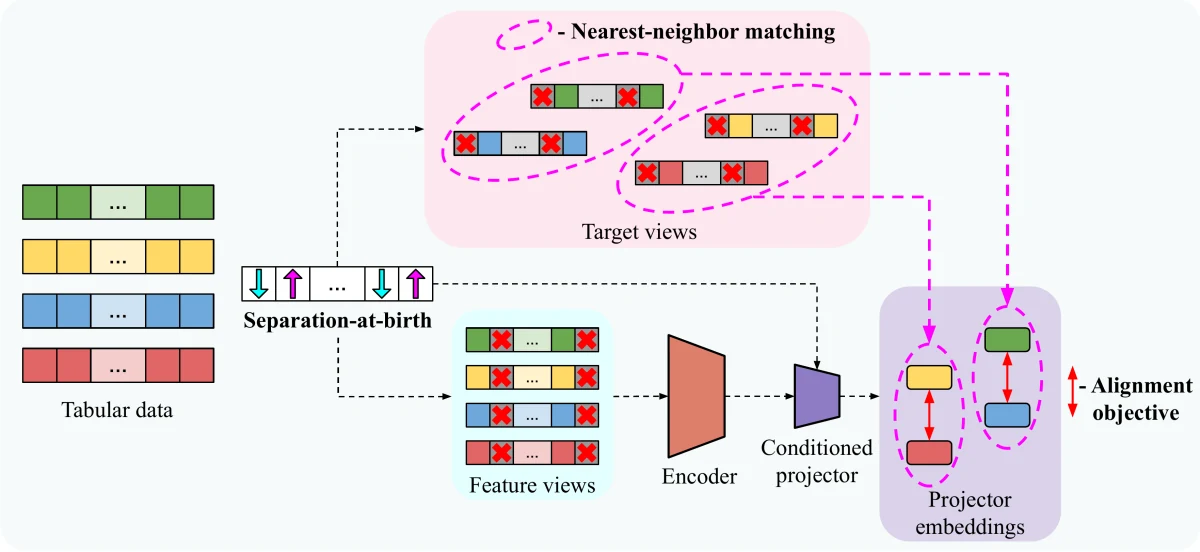 - Nearest-neighbor matching
...
...
...
...
Target views
...
...
...
...
Tabular data
...
Separation-at-birth
...
...
...
...
Feature views
Encoder
Conditioned
projector
- Alignment
objective
Projector
embeddings